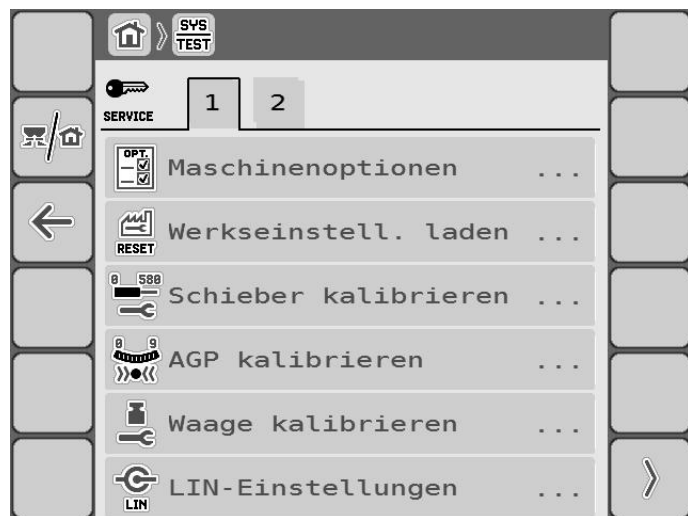 SYS
TEST
SERVICE
1
2
OPT.
Maschinenoptionen ...
RESET
Werkseinstell. laden ...
0 580
Schieber kalibrieren ...
0 9
AGP kalibrieren ...
Waage kalibrieren ...
LIN
LIN-Einstellungen ...